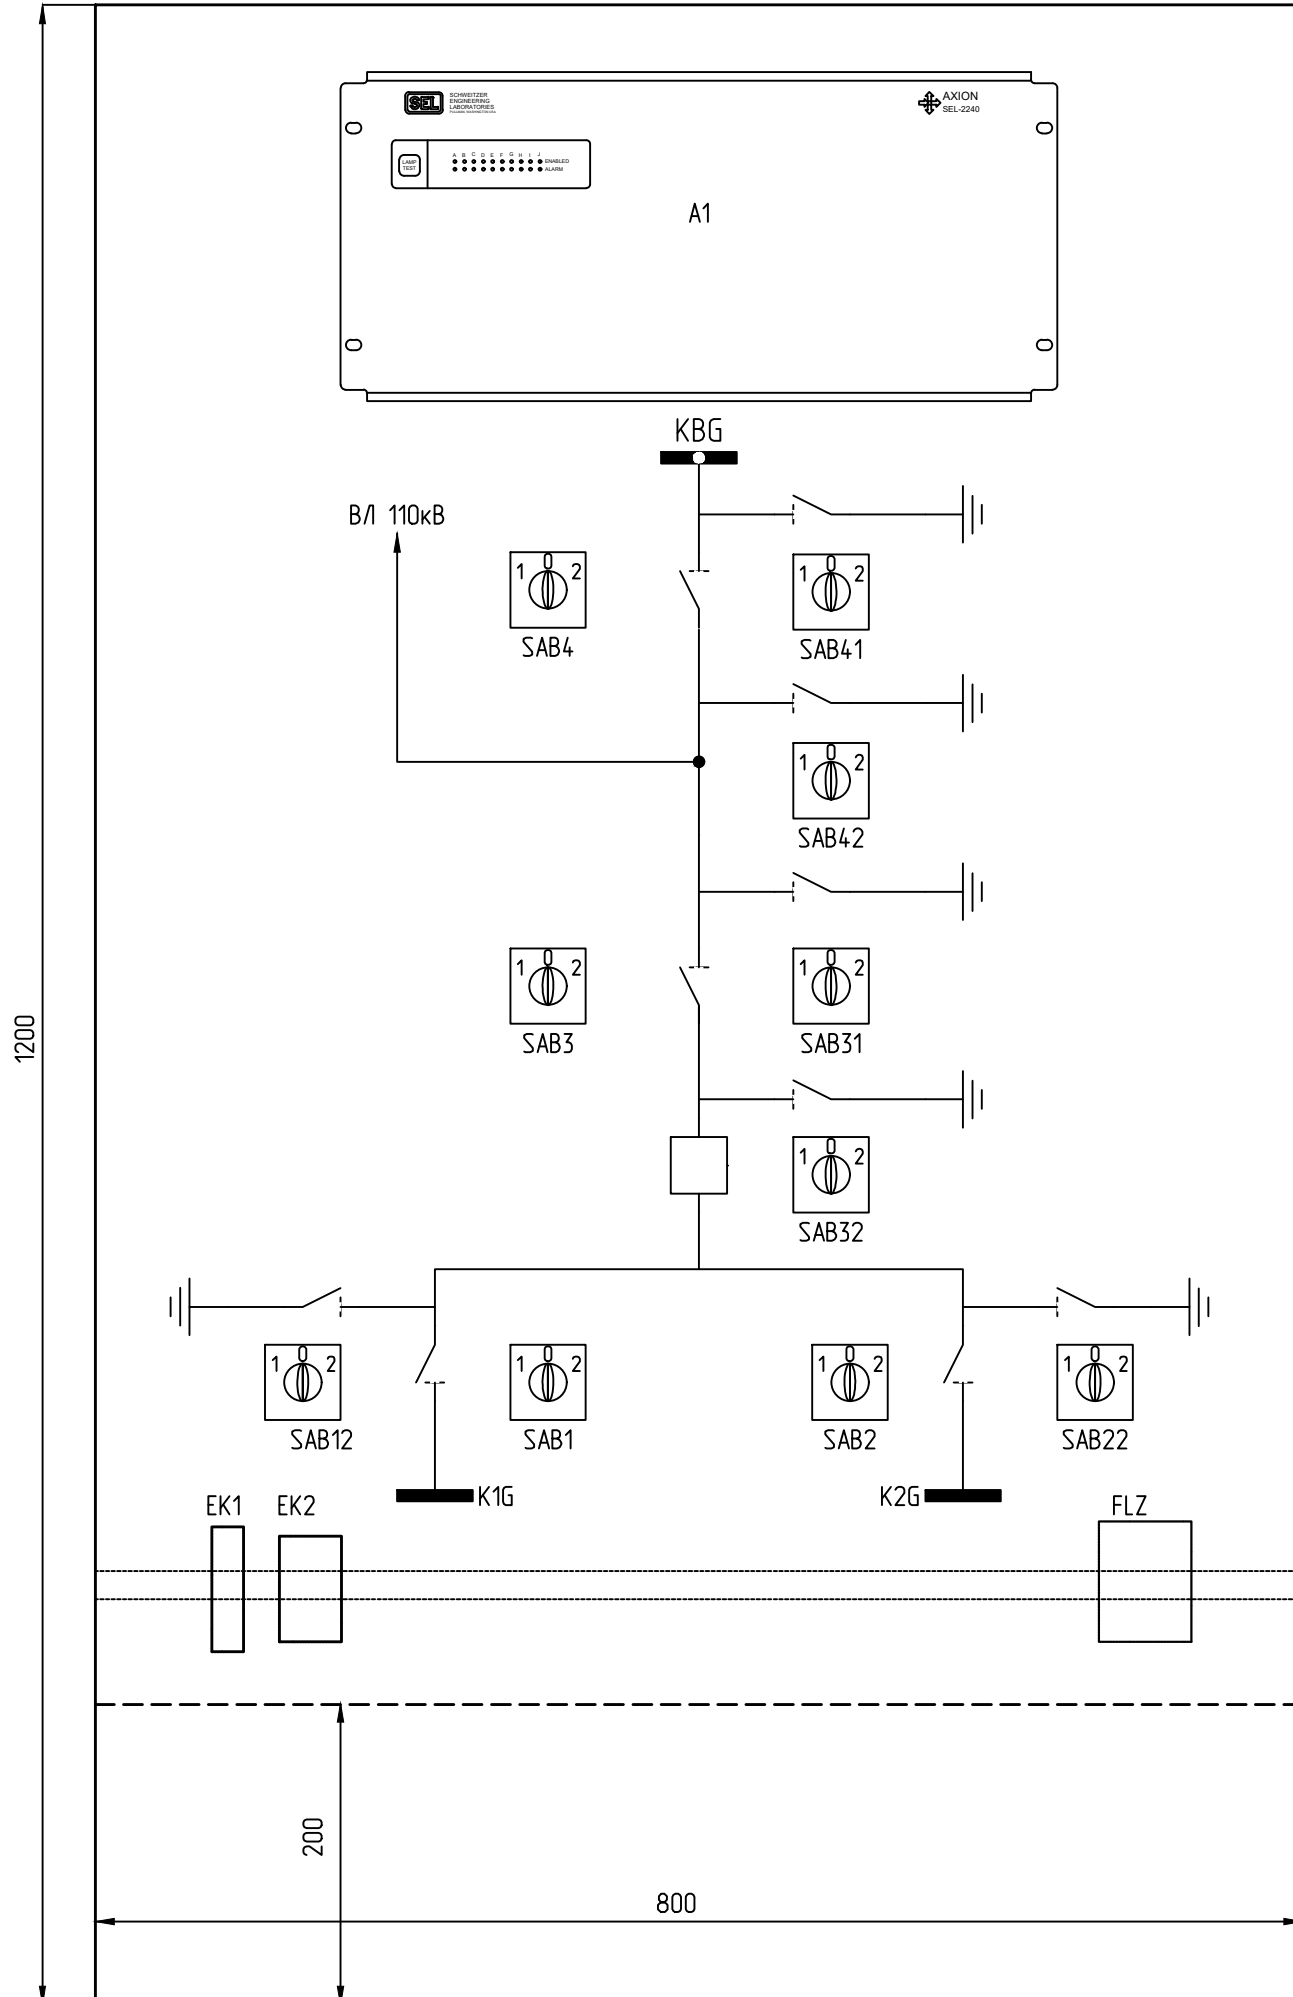 SEL
SCHWEITZER
ENGINEERING
LABORATORIES
PULLMAN, WASHINGTON USA
AXION
SEL-2240
LAMP
TEST
A B C D E F G H I J
ENABLED
ALARM
A1
KBG
ВЛ 110кВ
1 0 2
SAB4
1 0 2
SAB41
1 0 2
SAB42
1 0 2
SAB3
1 0 2
SAB31
1 0 2
SAB32
1 0 2
SAB12
1 0 2
SAB1
1 0 2
SAB2
1 0 2
SAB22
K1G
K2G
EK1
EK2
FLZ
1200
200
800